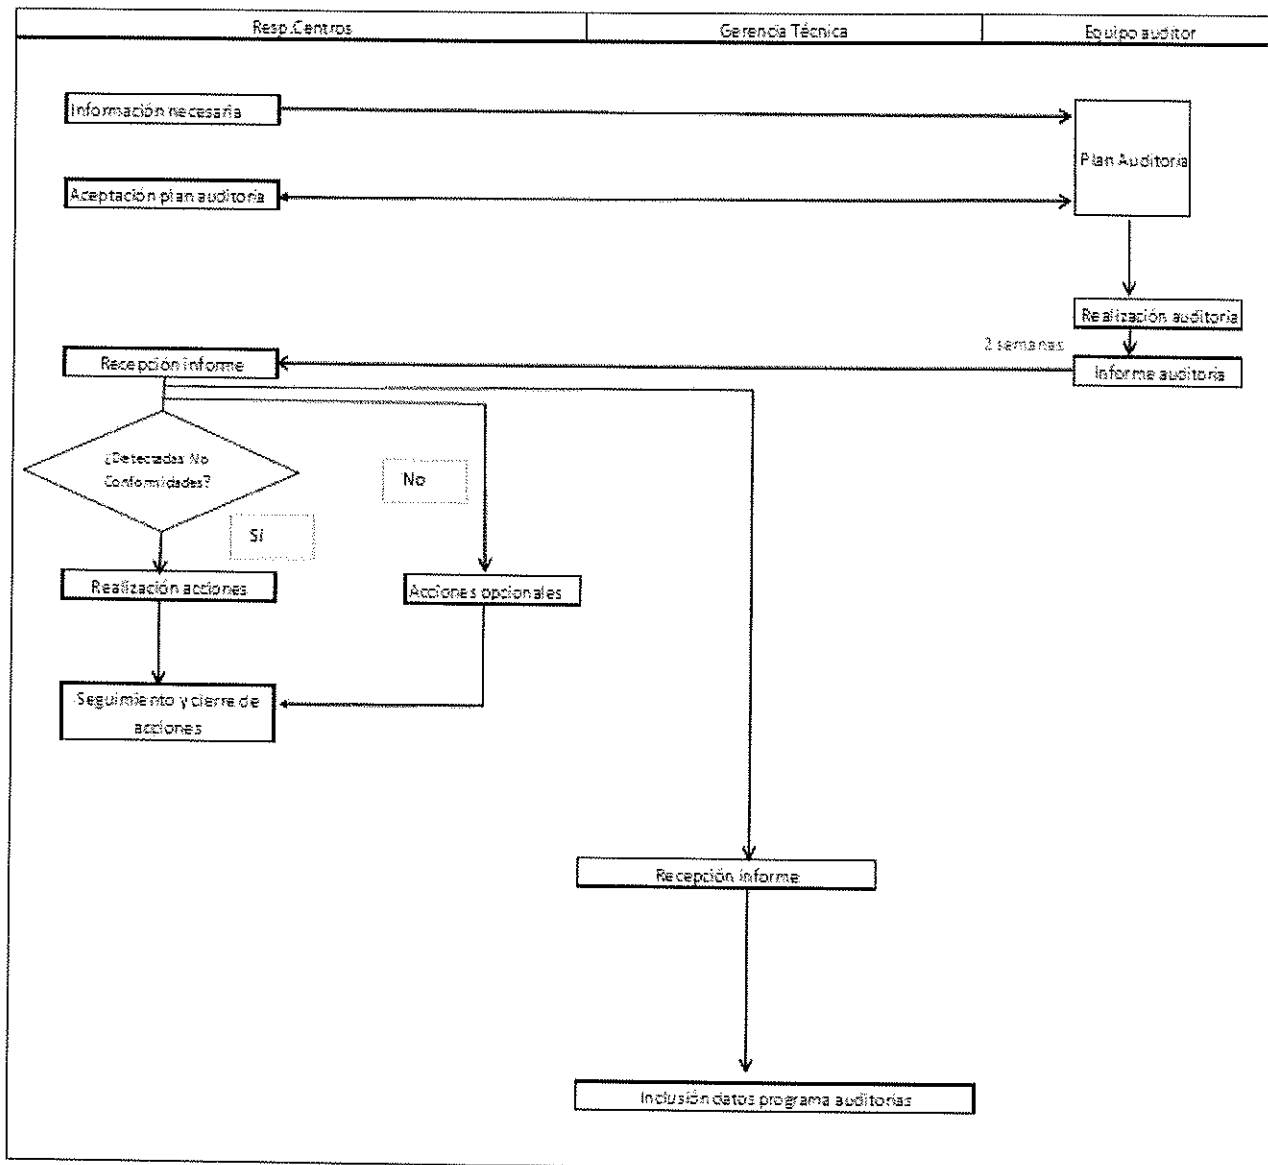 Resp.Centros
Gerencia Técnica
Equipo auditor
Información necesaria
Plan Auditoria
Aceptación plan auditoria
Realización auditoria
2 semanas
Recepción informe
Informe auditoria
¿Detectadas No
Conformidades?
No
Sí
Realización acciones
Acciones opcionales
Seguimiento y cierre de
acciones
Recepción informe
Inclusión datos programa auditorias